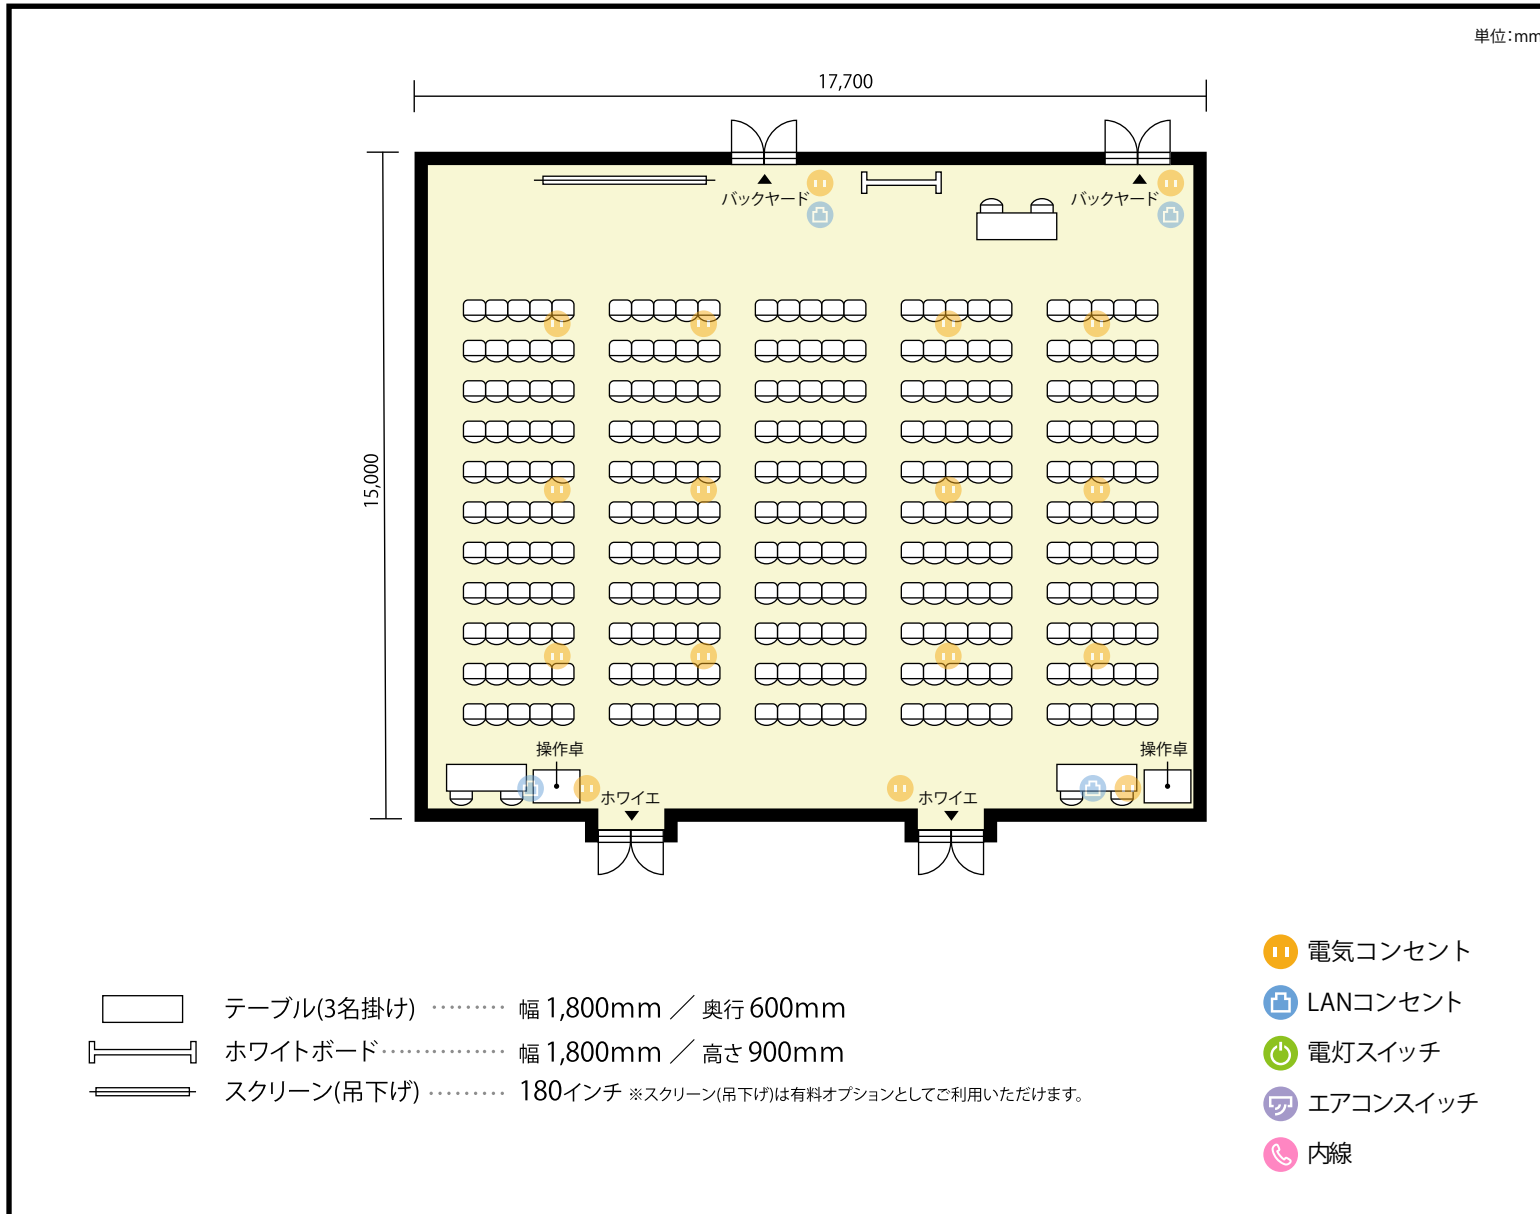 単位：mm
17,700
バックヤード
バックヤード
15,000
操作卓
操作卓
ホワイエ
ホワイエ
テーブル(3名掛け) ········· 幅 1,800mm ／ 奥行 600mm
ホワイトボード ·············· 幅 1,800mm ／ 高さ 900mm
スクリーン(吊下げ) ········· 180インチ ※スクリーン(吊下げ)は有料オプションとしてご利用いただけます。
電気コンセント
LANコンセント
電灯スイッチ
エアコンスイッチ
内線